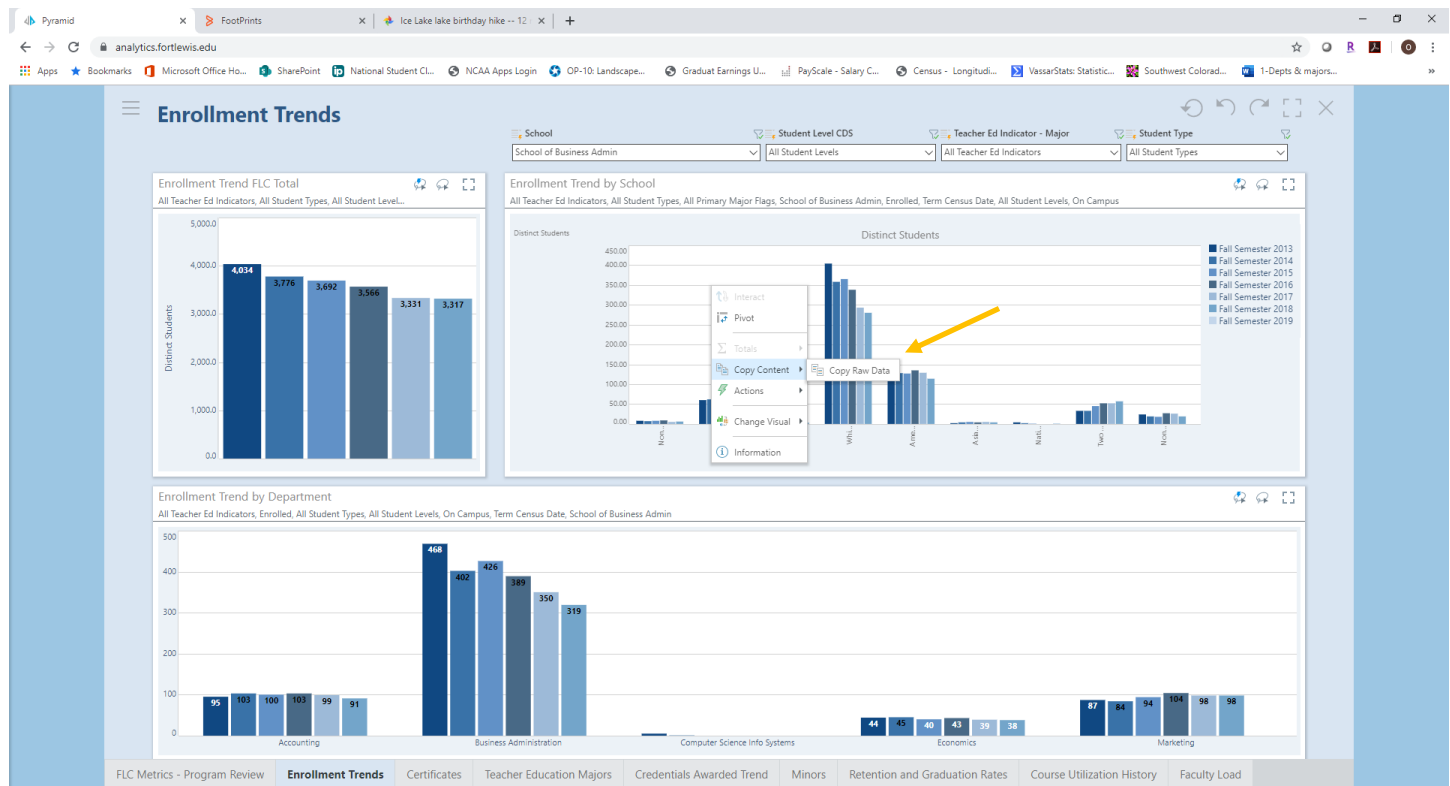 Pyramid
FootPrints
Ice Lake lake birthday hike -- 12
analytics.fortlewis.edu
R
O
Apps
Bookmarks
Microsoft Office Ho...
SharePoint
National Student Cl...
NCAA Apps Login
OP-10: Landscape...
Graduat Earnings U...
PayScale - Salary C...
Census - Longitudi...
VassarStats: Statistic...
Southwest Colorad...
1-Depts & majors...
Enrollment Trends
School
Student Level CDS
Teacher Ed Indicator - Major
Student Type
School of Business Admin
All Student Levels
All Teacher Ed Indicators
All Student Types
Enrollment Trend FLC Total
All Teacher Ed Indicators, All Student Types, All Student Level...
5,000.0
4,000.0
3,000.0
2,000.0
1,000.0
0.0
Distinct Students
4,034
3,776
3,692
3,566
3,331
3,317
Enrollment Trend by School
All Teacher Ed Indicators, All Student Types, All Primary Major Flags, School of Business Admin, Enrolled, Term Census Date, All Student Levels, On Campus
Distinct Students
Distinct Students
450.00
400.00
350.00
300.00
250.00
200.00
150.00
100.00
50.00
0.00
Non...
Whi...
Ame...
Asia...
Nati...
Two ...
Non...
Fall Semester 2013
Fall Semester 2014
Fall Semester 2015
Fall Semester 2016
Fall Semester 2017
Fall Semester 2018
Fall Semester 2019
Interact
Pivot
Totals
Copy Content
Copy Raw Data
Actions
Change Visual
Information
Enrollment Trend by Department
All Teacher Ed Indicators, Enrolled, All Student Types, All Student Levels, On Campus, Term Census Date, School of Business Admin
500
400
300
200
100
0
95
103
100
103
99
91
468
402
426
389
350
319
44
45
40
43
39
38
87
84
94
104
98
98
Accounting
Business Administration
Computer Science Info Systems
Economics
Marketing
FLC Metrics - Program Review
Enrollment Trends
Certificates
Teacher Education Majors
Credentials Awarded Trend
Minors
Retention and Graduation Rates
Course Utilization History
Faculty Load